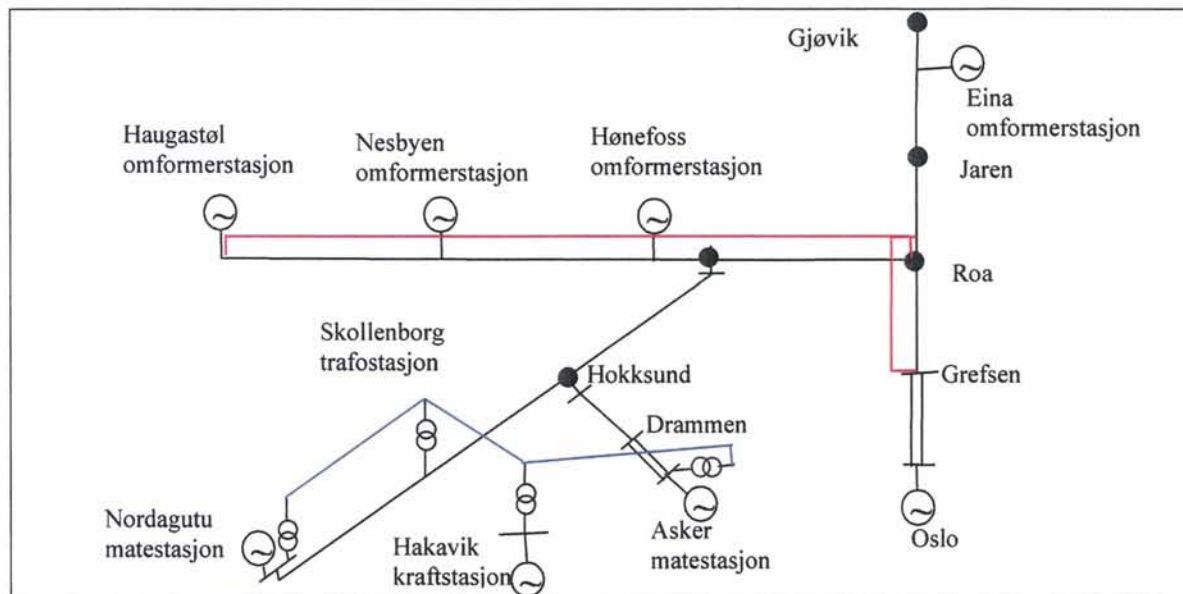 Gjøvik
Eina
omformerstasjon
Haugastøl
omformerstasjon
Nesbyen
omformerstasjon
Hønefoss
omformerstasjon
Jaren
Roa
Skollenborg
trafostasjon
Hokksund
Grefsen
Drammen
Nordagutu
matestasjon
Hakavik
kraftstasjon
Asker
matestasjon
Oslo